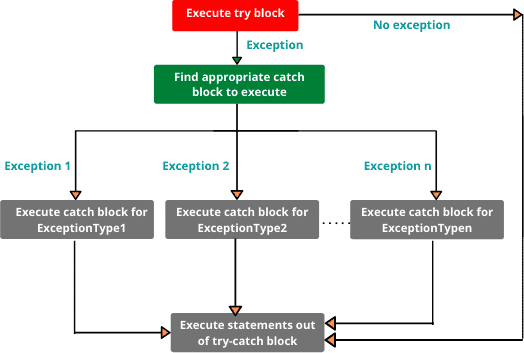 Execute try block
No exception
Exception
Find appropriate catch
block to execute
Exception 1
Exception 2
Exception n
Execute catch block for
ExceptionType1
Execute catch block for
ExceptionType2
.....
Execute catch block for
ExceptionTypen
Execute statements out
of try-catch block